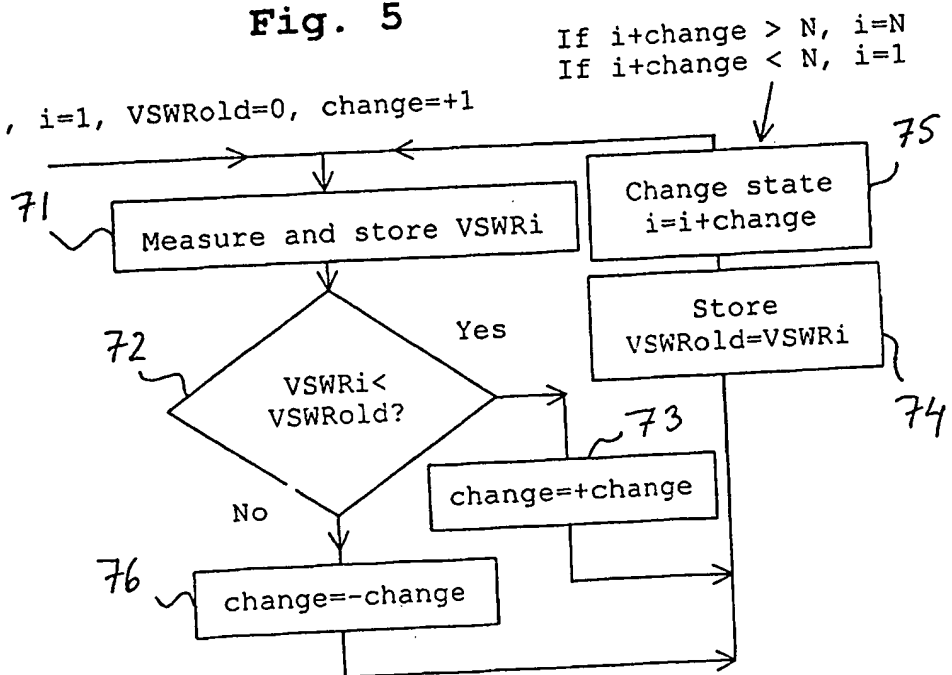 Fig. 5
If i+change > N, i=N
If i+change < N, i=1
, i=1, VSWRold=0, change=+1
75
71
Change state
i=i+change
Measure and store VSWRi
Store
VSWRold=VSWRi
72
Yes
VSWRi<
VSWRold?
74
73
change=+change
No
76
change=-change